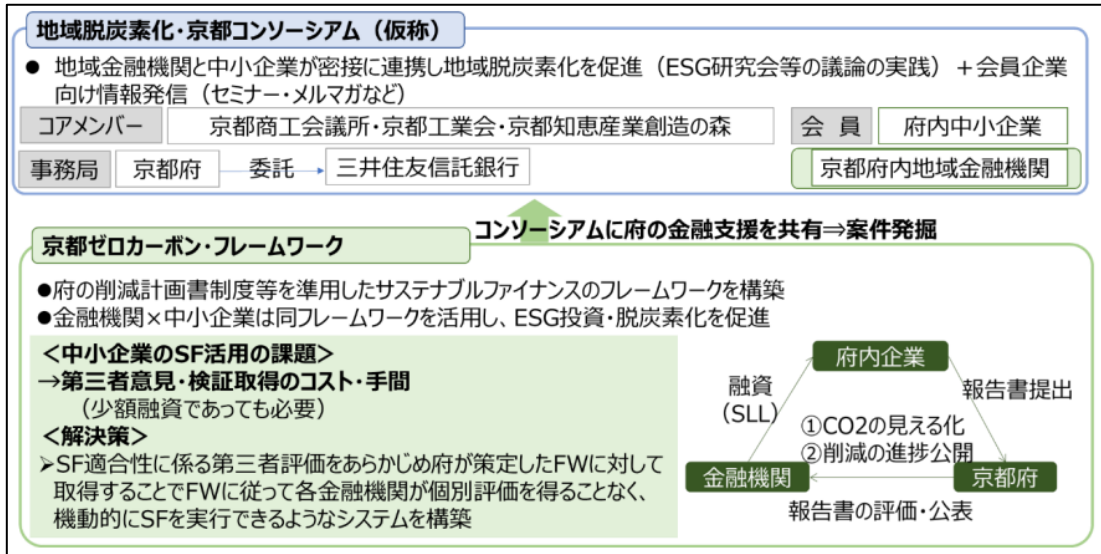 地域脱炭素化・京都コンソーシアム（仮称）
● 地域金融機関と中小企業が密接に連携し地域脱炭素化を促進（ESG研究会等の議論の実践）＋会員企業
向け情報発信（セミナー・メルマガなど）
コアメンバー 京都商工会議所・京都工業会・京都知恵産業創造の森 会 員 府内中小企業
事務局 京都府 委託 三井住友信託銀行 京都府内地域金融機関
コンソーシアムに府の金融支援を共有⇒案件発掘
京都ゼロカーボン・フレームワーク
●府の削減計画書制度等を準用したサステナブルファイナンスのフレームワークを構築
●金融機関×中小企業は同フレームワークを活用し、ESG投資・脱炭素化を促進
＜中小企業のSF活用の課題＞
→第三者意見・検証取得のコスト・手間
（少額融資であっても必要）
＜解決策＞
➢SF適合性に係る第三者評価をあらかじめ府が策定したFWに対して
取得することでFWに従って各金融機関が個別評価を得ることなく、
機動的にSFを実行できるようなシステムを構築
府内企業
融資
（SLL）
報告書提出
①CO2の見える化
②削減の進捗公開
金融機関 京都府
報告書の評価・公表